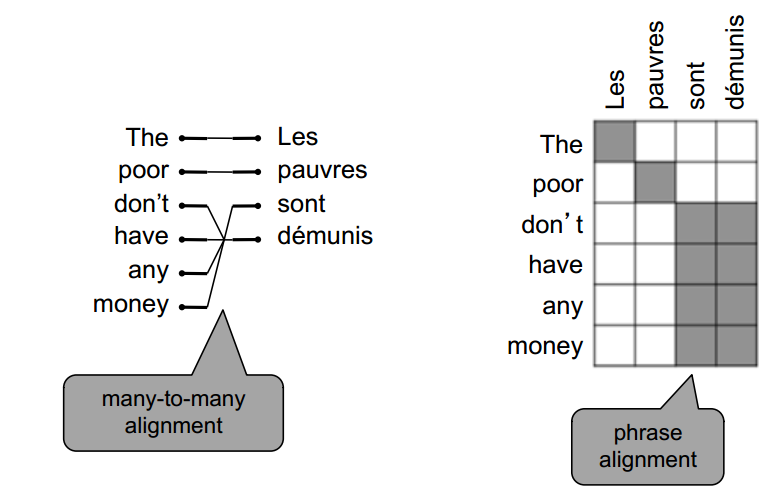 The Les
poor pauvres
don't sont
have démunis
any
money
many-to-many
alignment
Les pauvres sont démunis
The
poor
don't
have
any
money
phrase
alignment